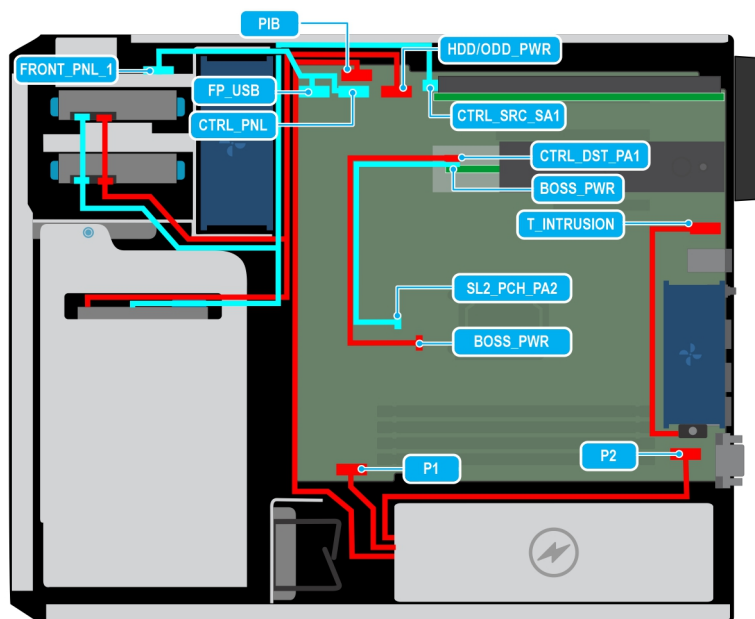 PIB
HDD/ODD_PWR
FRONT_PNL_1
FP_USB
CTRL_PNL
CTRL_SRC_SA1
CTRL_DST_PA1
BOSS_PWR
T_INTRUSION
SL2_PCH_PA2
BOSS_PWR
P1
P2